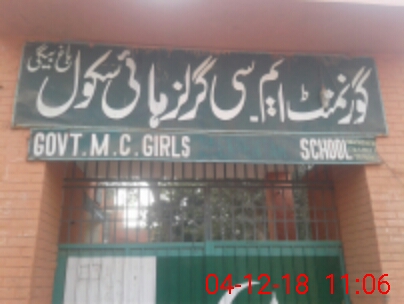 گورنمنٹ ایم۔سی گرلز ہائی سکول
GOVT. M. C. GIRLS SCHOOL
04-12-18 11:06